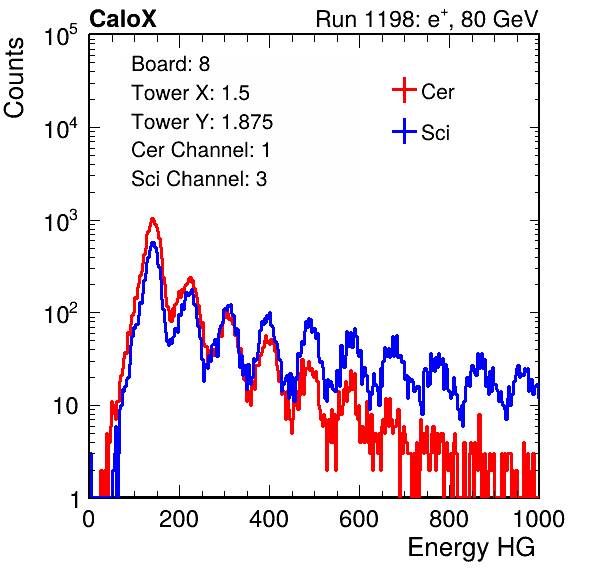 CaloX Run 1198: e⁺, 80 GeV
Counts
10⁵
10⁴
10³
10²
10
1
Board: 8
Tower X: 1.5
Tower Y: 1.875
Cer Channel: 1
Sci Channel: 3
Cer
Sci
0 200 400 600 800 1000
Energy HG